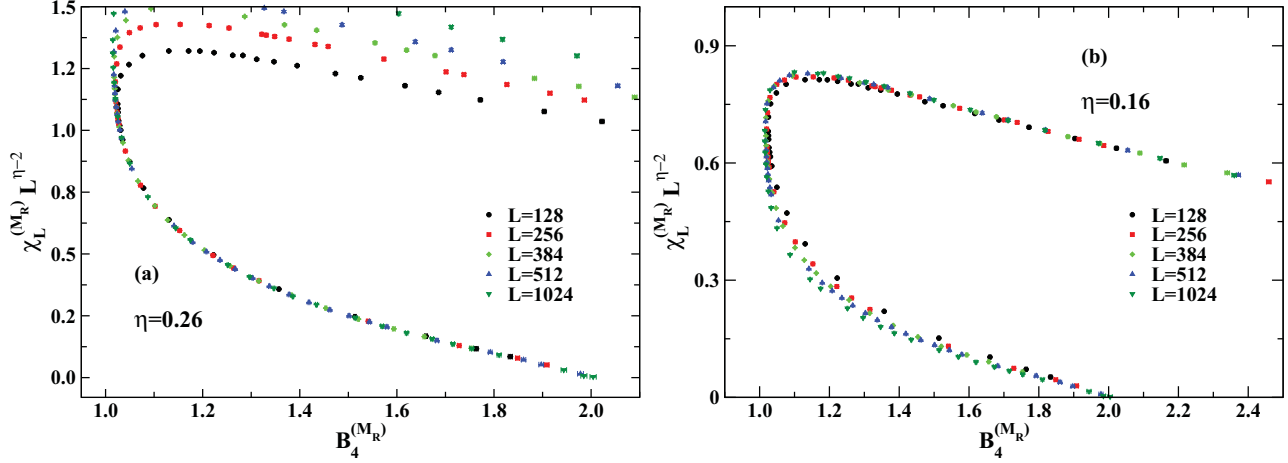 1.5
1.2
1.0
0.8
0.5
0.2
0.0
χ_L^(M_R) L^η−2
(a)
η=0.26
L=128
L=256
L=384
L=512
L=1024
1.0 1.2 1.4 1.6 1.8 2.0
B_4^(M_R)
0.9
0.6
0.3
0
χ_L^(M_R) L^η−2
(b)
η=0.16
L=128
L=256
L=384
L=512
L=1024
1.0 1.2 1.4 1.6 1.8 2.0 2.2 2.4
B_4^(M_R)